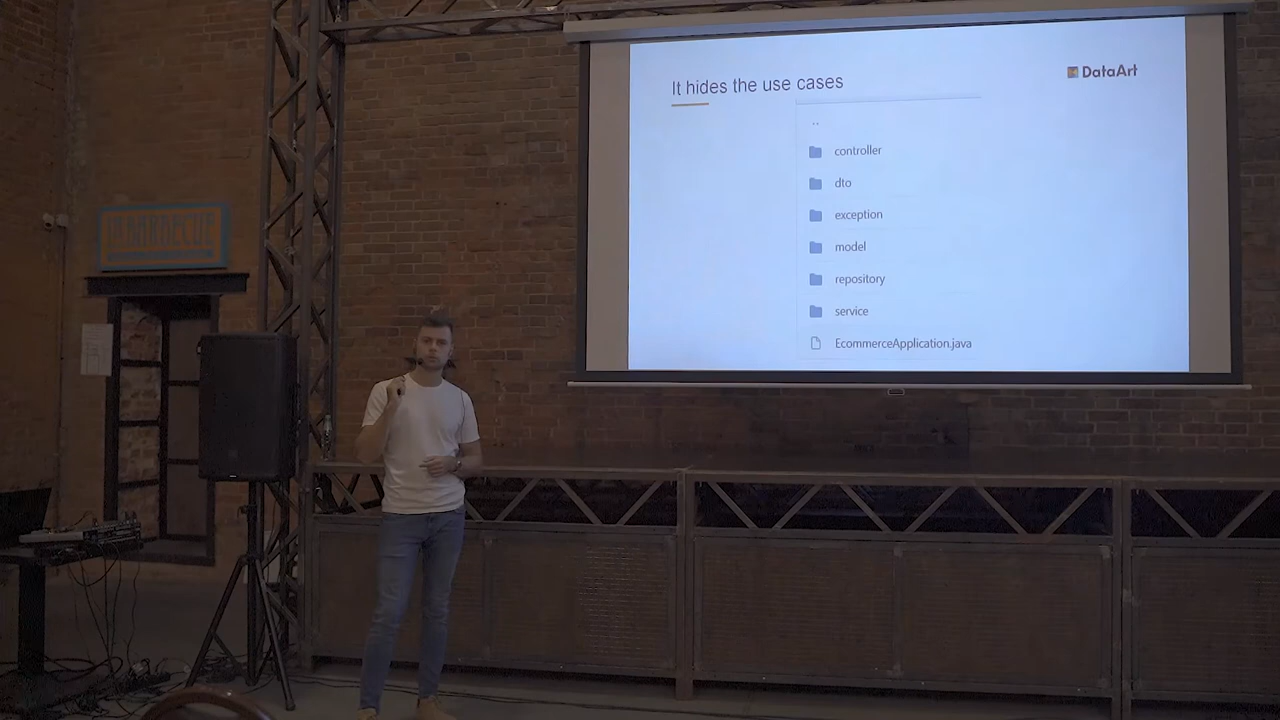 It hides the use cases
DataArt
..
controller
dto
exception
model
repository
service
EcommerceApplication.java